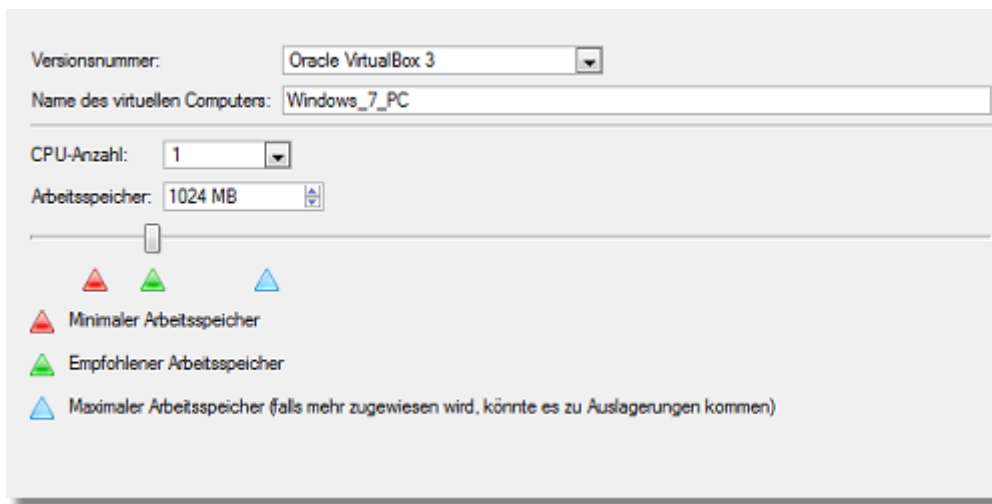 Versionsnummer: Oracle VirtualBox 3
Name des virtuellen Computers: Windows_7_PC
CPU-Anzahl: 1
Arbeitsspeicher: 1024 MB
Minimaler Arbeitsspeicher
Empfohlener Arbeitsspeicher
Maximaler Arbeitsspeicher (falls mehr zugewiesen wird, könnte es zu Auslagerungen kommen)